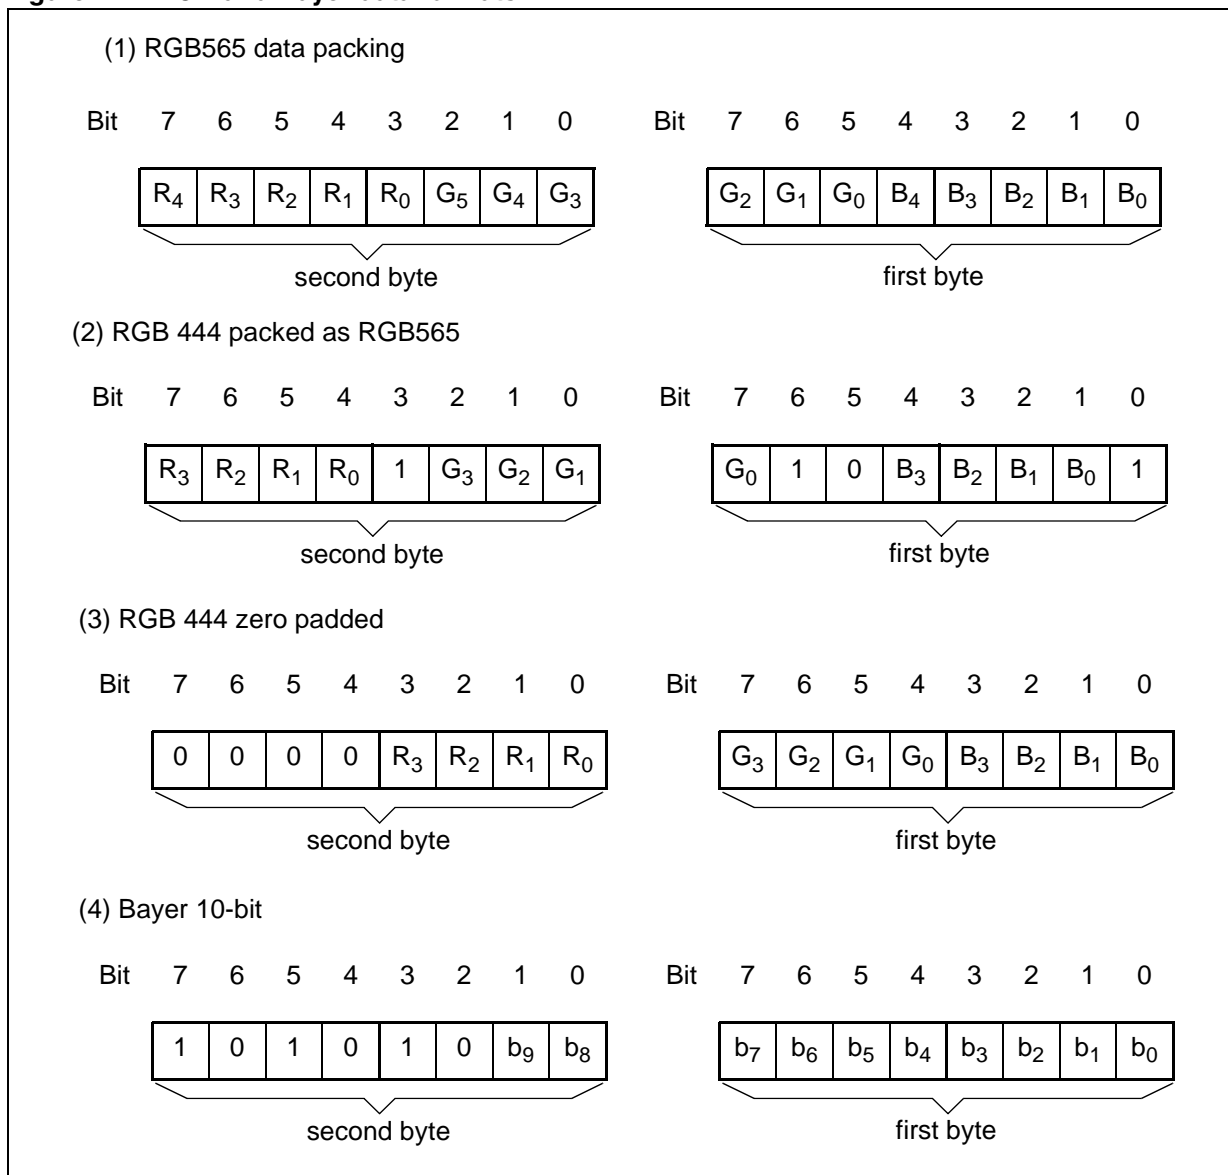 (1) RGB565 data packing
Bit 7 6 5 4 3 2 1 0 Bit 7 6 5 4 3 2 1 0
R4 R3 R2 R1 R0 G5 G4 G3 G2 G1 G0 B4 B3 B2 B1 B0
second byte first byte
(2) RGB 444 packed as RGB565
Bit 7 6 5 4 3 2 1 0 Bit 7 6 5 4 3 2 1 0
R3 R2 R1 R0 1 G3 G2 G1 G0 1 0 B3 B2 B1 B0 1
second byte first byte
(3) RGB 444 zero padded
Bit 7 6 5 4 3 2 1 0 Bit 7 6 5 4 3 2 1 0
0 0 0 0 R3 R2 R1 R0 G3 G2 G1 G0 B3 B2 B1 B0
second byte first byte
(4) Bayer 10-bit
Bit 7 6 5 4 3 2 1 0 Bit 7 6 5 4 3 2 1 0
1 0 1 0 1 0 b9 b8 b7 b6 b5 b4 b3 b2 b1 b0
second byte first byte